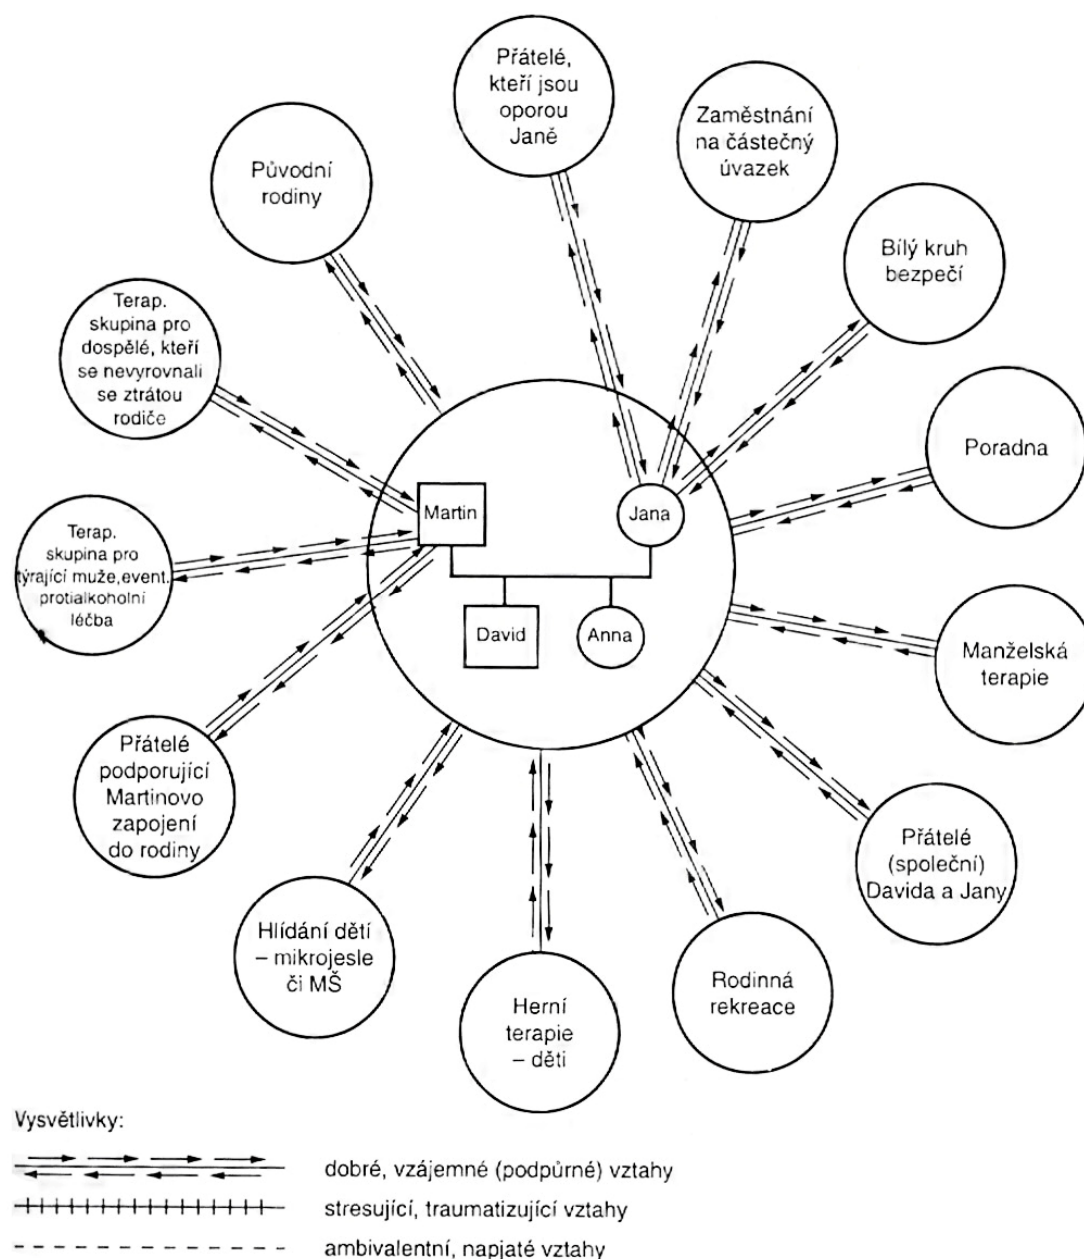 Přátelé,
kteří jsou
oporou
Janě
Zaměstnání
na částečný
úvazek
Původní
rodiny
Bílý kruh
bezpečí
Terap.
skupina pro
dospělé, kteří
se nevyrovnali
se ztrátou
rodiče
Poradna
Martin
Jana
Terap.
skupina pro
týrající muže,event.
protialkoholní
léčba
David
Anna
Manželská
terapie
Přátelé
podporující
Martinovo
zapojení
do rodiny
Přátelé
(společní)
Davida a Jany
Hlídání dětí
– mikrojesle
či MŠ
Herní
terapie
– děti
Rodinná
rekreace
Vysvětlivky:
dobré, vzájemné (podpůrné) vztahy
stresující, traumatizující vztahy
ambivalentní, napjaté vztahy